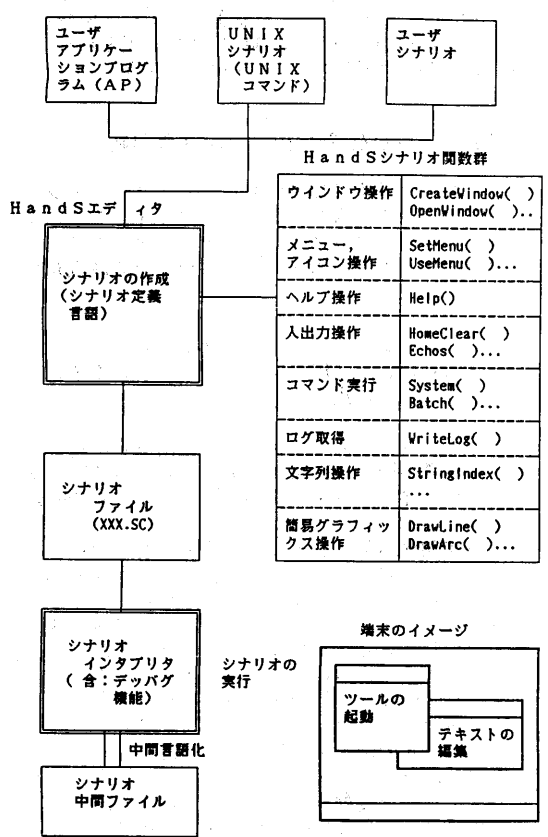 ユーザ
アプリケー
ションプログ
ラム（ＡＰ）
ＵＮＩＸ
シナリオ
（ＵＮＩＸ
コマンド）
ユーザ
シナリオ
ＨａｎｄＳシナリオ関数群
ウインドウ操作 CreateWindow(　)
OpenWindow(　)..
メニュー，
アイコン操作
SetMenu(　)
UseMenu(　)...
ヘルプ操作 Help()
入出力操作 HomeClear(　)
Echos(　)...
コマンド実行 System(　)
Batch(　)...
ログ取得 WriteLog(　)
文字列操作 StringIndex(　)
...
簡易グラフィッ
クス操作
DrawLine(　)
DrawArc(　)...
ＨａｎｄＳエディタ
シナリオの作成
（シナリオ定義
言語）
シナリオ
ファイル
(XXX.SC)
シナリオ
インタプリタ
（含：デッバグ
機能）
シナリオの
実行
中間言語化
シナリオ
中間ファイル
端末のイメージ
ツールの
起動
テキストの
編集